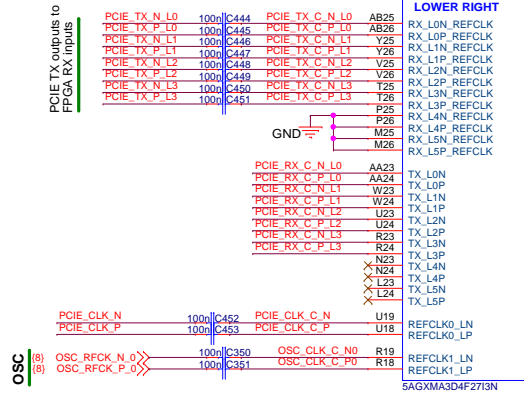 LOWER RIGHT
PCIE TX outputs to
FPGA RX inputs
PCIE_TX_N_L0 100n C444 PCIE_TX_C_N_L0 AB25 RX_L0N_REFCLK
PCIE_TX_P_L0 100n C445 PCIE_TX_C_P_L0 AB26 RX_L0P_REFCLK
PCIE_TX_N_L1 100n C446 PCIE_TX_C_N_L1 Y25 RX_L1N_REFCLK
PCIE_TX_P_L1 100n C447 PCIE_TX_C_P_L1 Y26 RX_L1P_REFCLK
PCIE_TX_N_L2 100n C448 PCIE_TX_C_N_L2 V25 RX_L2N_REFCLK
PCIE_TX_P_L2 100n C449 PCIE_TX_C_P_L2 V26 RX_L2P_REFCLK
PCIE_TX_N_L3 100n C450 PCIE_TX_C_N_L3 T25 RX_L3N_REFCLK
PCIE_TX_P_L3 100n C451 PCIE_TX_C_P_L3 T26 RX_L3P_REFCLK
P25 RX_L4N_REFCLK
GND P26 RX_L4P_REFCLK
M25 RX_L5N_REFCLK
M26 RX_L5P_REFCLK
PCIE_RX_C_N_L0 AA23 TX_L0N
PCIE_RX_C_P_L0 AA24 TX_L0P
PCIE_RX_C_N_L1 W23 TX_L1N
PCIE_RX_C_P_L1 W24 TX_L1P
PCIE_RX_C_N_L2 U23 TX_L2N
PCIE_RX_C_P_L2 U24 TX_L2P
PCIE_RX_C_N_L3 R23 TX_L3N
PCIE_RX_C_P_L3 R24 TX_L3P
N23 TX_L4N
N24 TX_L4P
L23 TX_L5N
L24 TX_L5P
PCIE_CLK_N 100n C452 PCIE_CLK_C_N U19 REFCLK0_LN
PCIE_CLK_P 100n C453 PCIE_CLK_C_P U18 REFCLK0_LP
OSC
{8} OSC_RFCK_N_0 100n C350 OSC_CLK_C_N0 R19 REFCLK1_LN
{8} OSC_RFCK_P_0 100n C351 OSC_CLK_C_P0 R18 REFCLK1_LP
5AGXMA3D4F27I3N